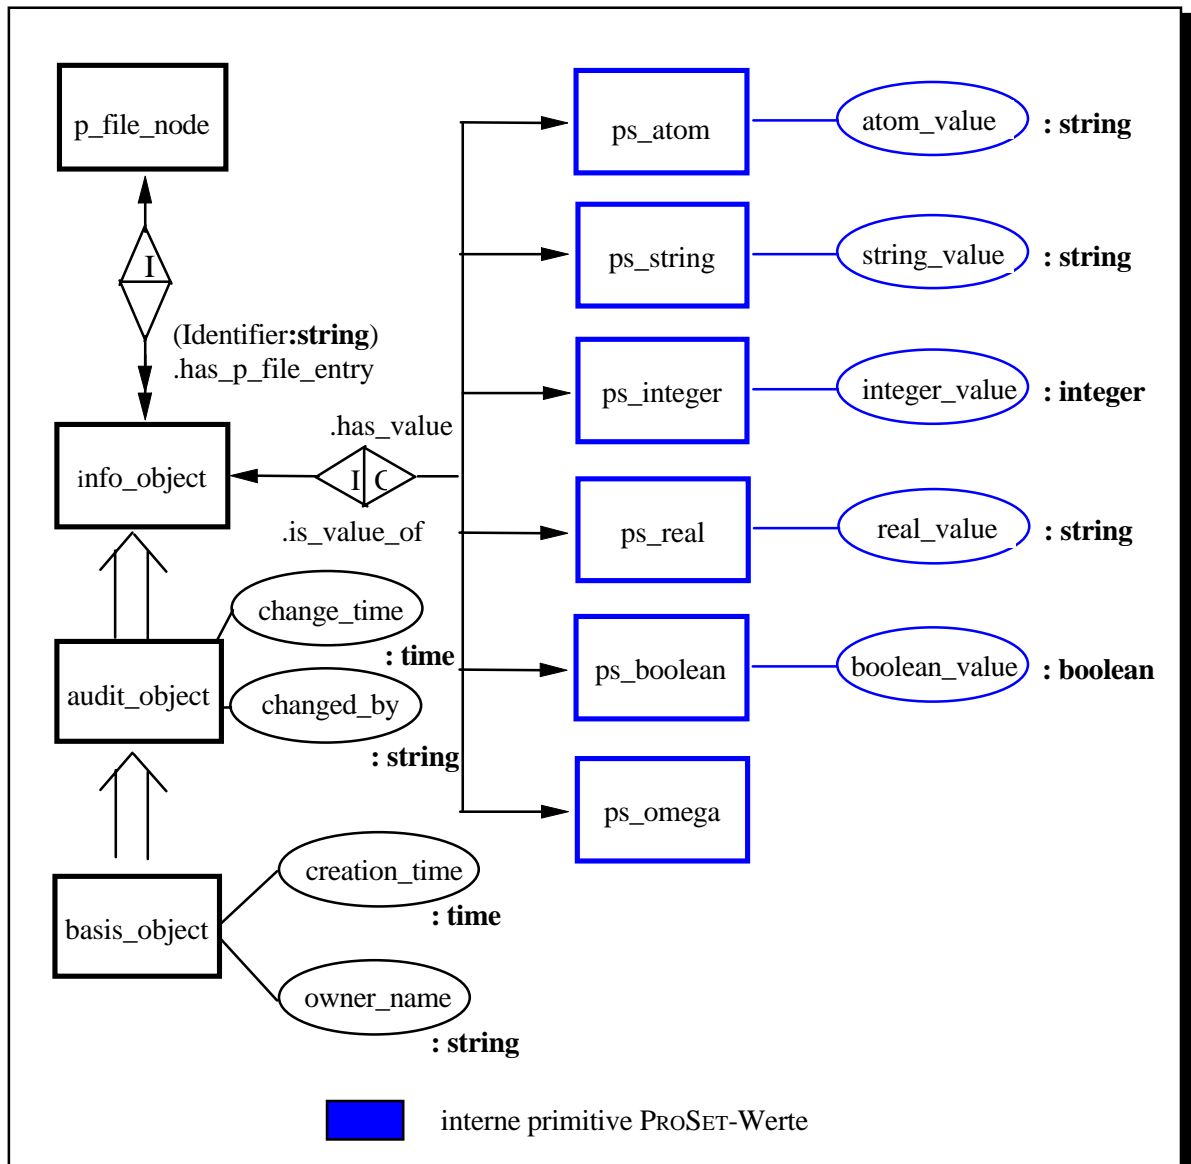 p_file_node
I
(Identifier:string)
.has_p_file_entry
info_object
.has_value
I C
.is_value_of
change_time
: time
audit_object
changed_by
: string
creation_time
: time
basis_object
owner_name
: string
ps_atom
atom_value
: string
ps_string
string_value
: string
ps_integer
integer_value
: integer
ps_real
real_value
: string
ps_boolean
boolean_value
: boolean
ps_omega
interne primitive PROSET-Werte